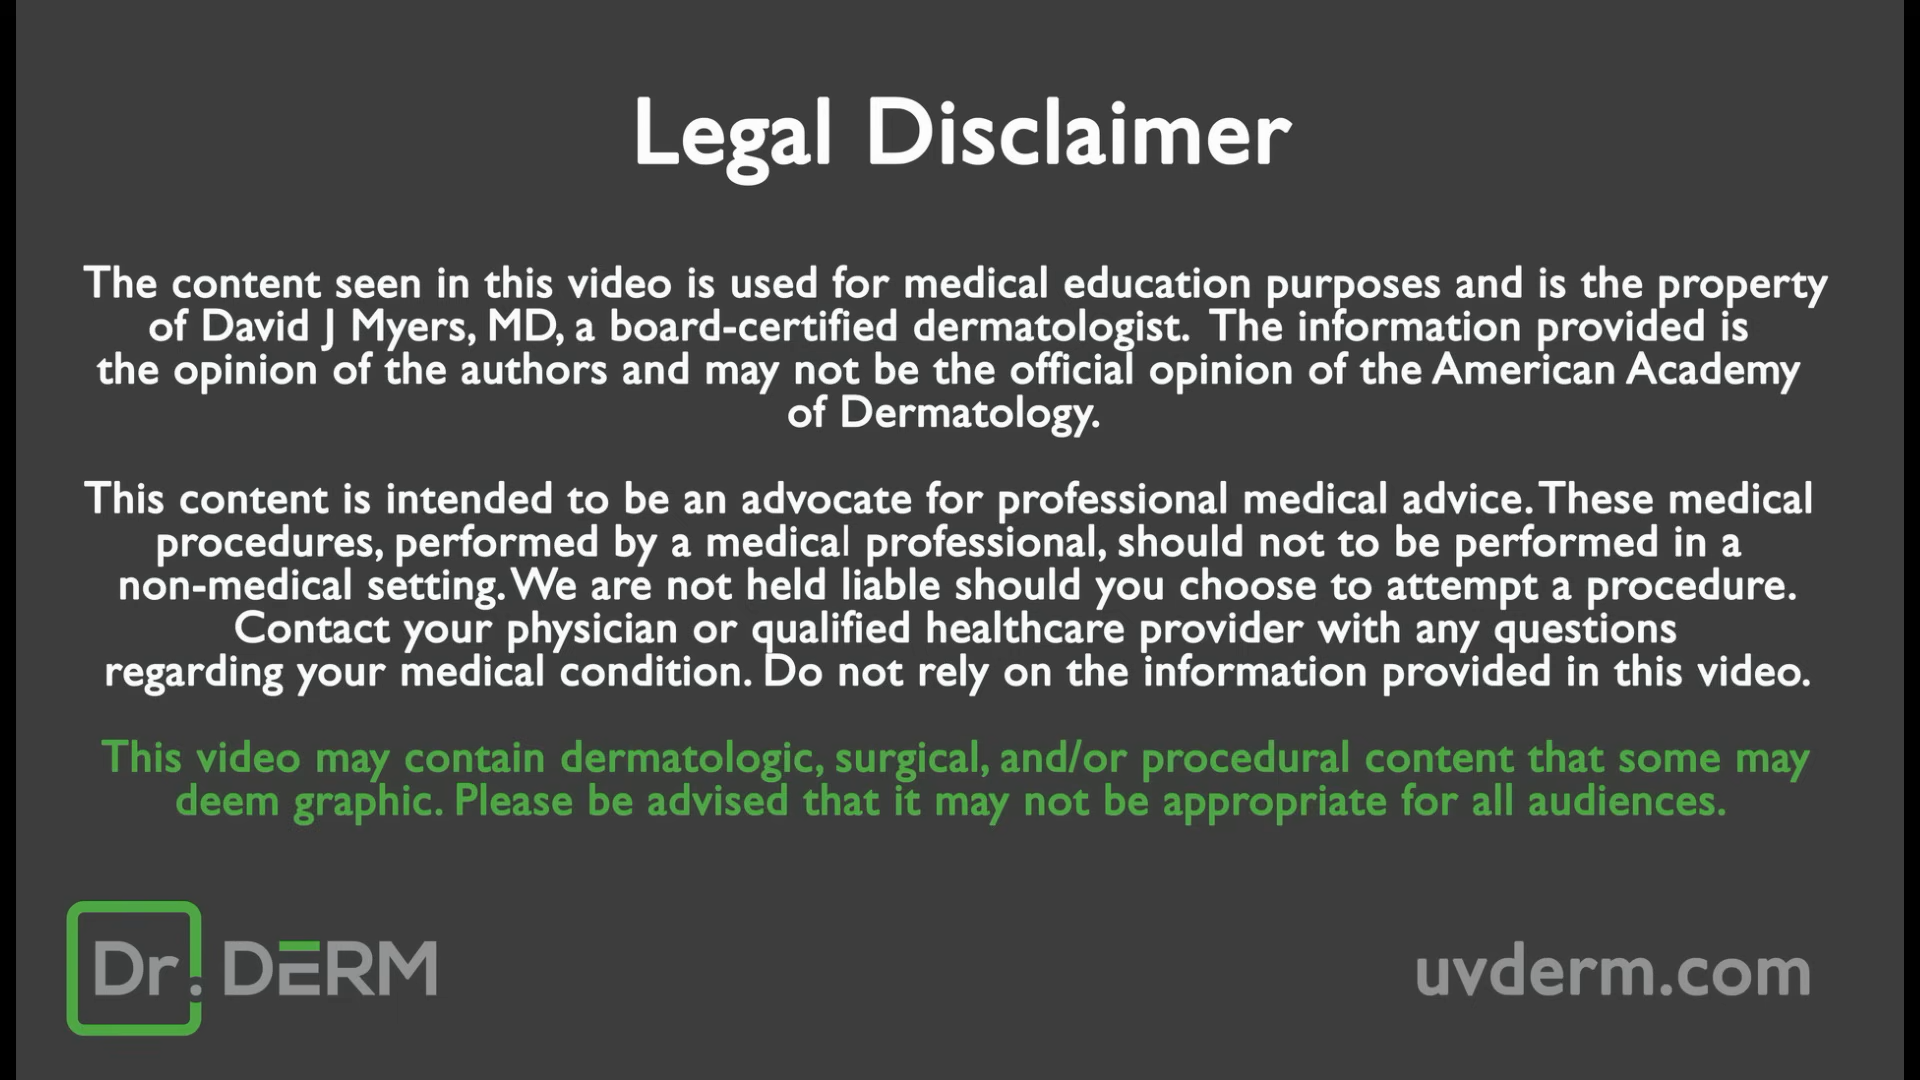 Legal Disclaimer
The content seen in this video is used for medical education purposes and is the property
of David J Myers, MD, a board-certified dermatologist. The information provided is
the opinion of the authors and may not be the official opinion of the American Academy
of Dermatology.
This content is intended to be an advocate for professional medical advice. These medical
procedures, performed by a medical professional, should not to be performed in a
non-medical setting. We are not held liable should you choose to attempt a procedure.
Contact your physician or qualified healthcare provider with any questions
regarding your medical condition. Do not rely on the information provided in this video.
This video may contain dermatologic, surgical, and/or procedural content that some may
deem graphic. Please be advised that it may not be appropriate for all audiences.
Dr. DERM
uvderm.com